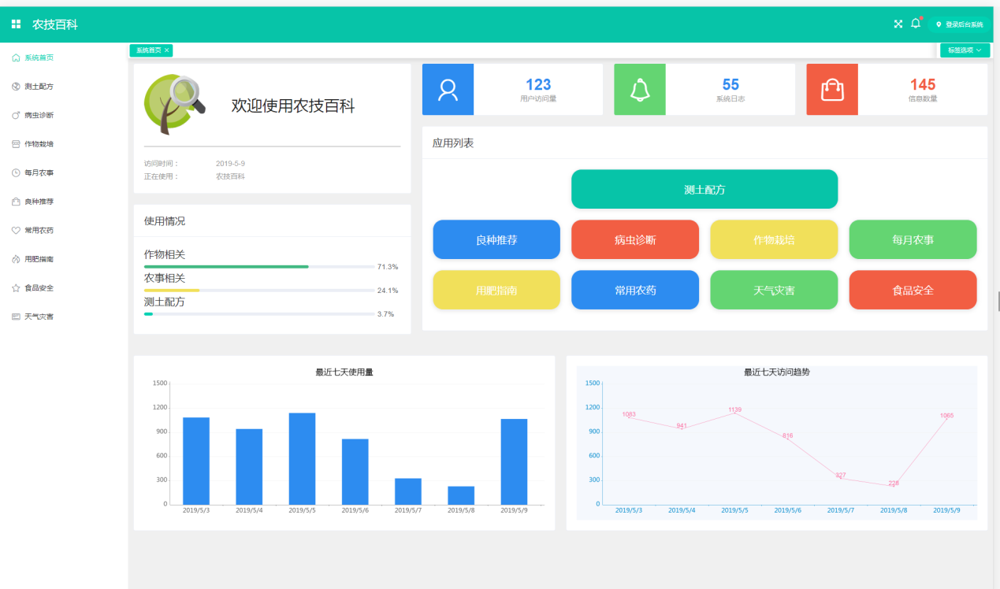 农技百科
登录后台系统
系统首页
测土配方
病虫诊断
作物栽培
每月农事
良种推荐
常用农药
用肥指南
食品安全
天气灾害
系统首页 ×
标签选项
欢迎使用农技百科
访问时间： 2019-5-9
正在使用： 农技百科
123
用户访问量
55
系统日志
145
信息数量
使用情况
作物相关
71.3%
农事相关
24.1%
测土配方
3.7%
应用列表
测土配方
良种推荐 病虫诊断 作物栽培 每月农事
用肥指南 常用农药 天气灾害 食品安全
最近七天使用量
1500
1200
900
600
300
0
2019/5/3 2019/5/4 2019/5/5 2019/5/6 2019/5/7 2019/5/8 2019/5/9
最近七天访问趋势
1500
1200
900
600
300
0
1083 941 1139 816 327 228 1065
2019/5/3 2019/5/4 2019/5/5 2019/5/6 2019/5/7 2019/5/8 2019/5/9